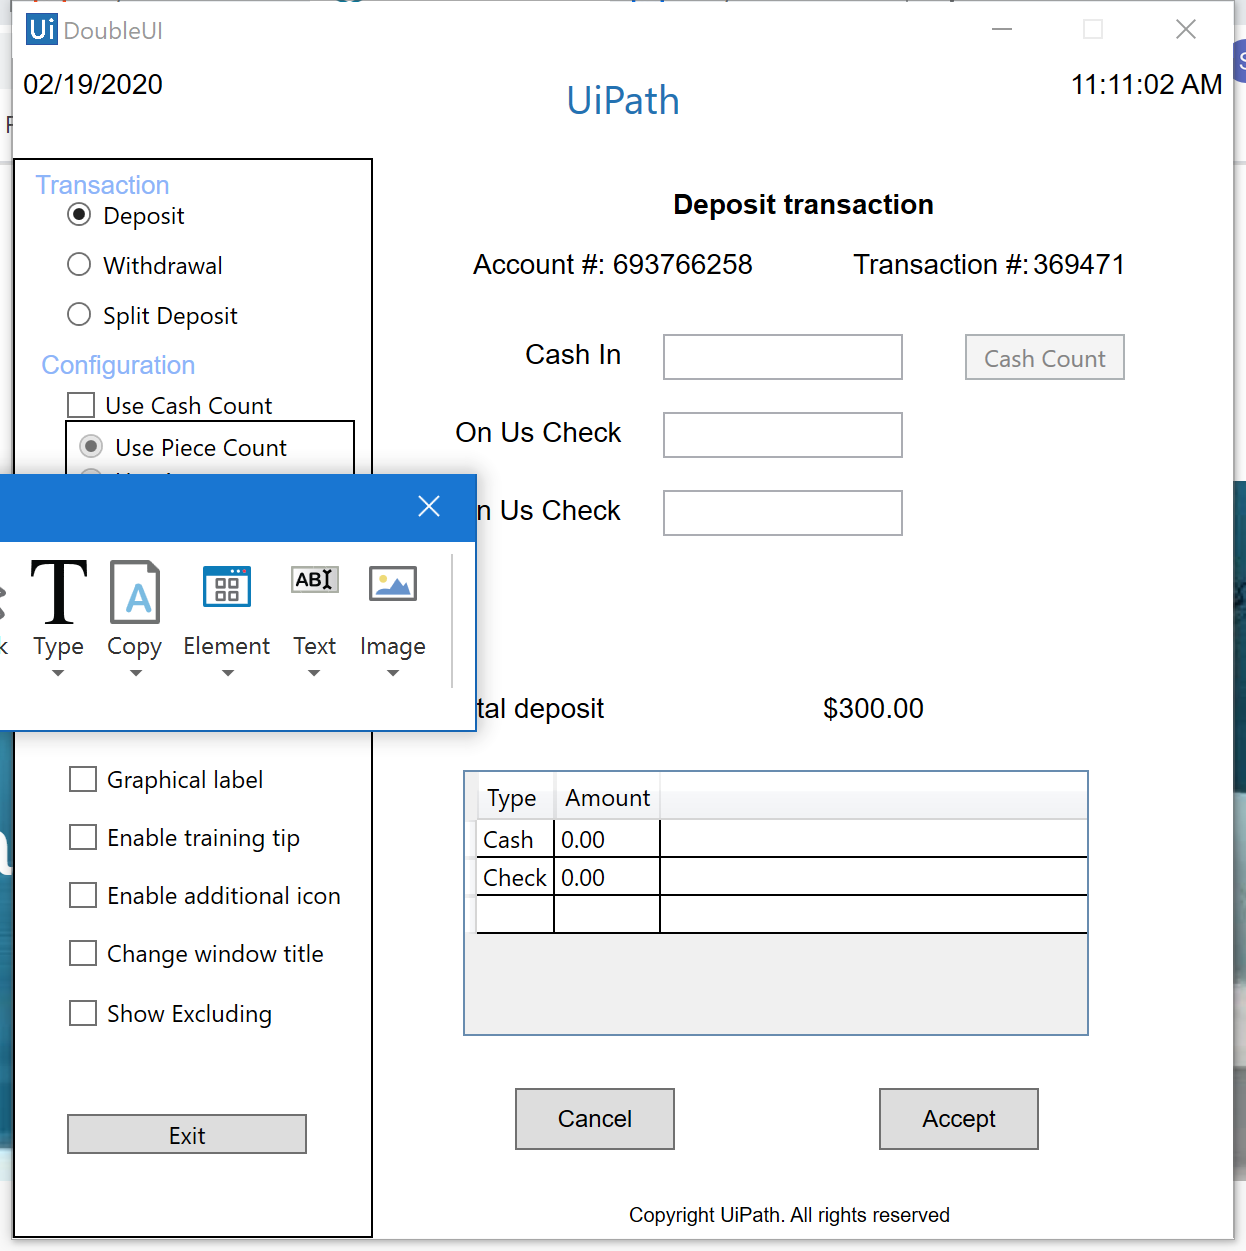 Ui DoubleUI
02/19/2020
11:11:02 AM
UiPath
Transaction
Deposit
Withdrawal
Split Deposit
Configuration
Use Cash Count
Use Piece Count
Type
Copy
Element
ABI
Text
Image
Graphical label
Enable training tip
Enable additional icon
Change window title
Show Excluding
Exit
Deposit transaction
Account #: 693766258 Transaction #: 369471
Cash In
Cash Count
On Us Check
n Us Check
tal deposit $300.00
Type Amount
Cash 0.00
Check 0.00
Cancel
Accept
Copyright UiPath. All rights reserved